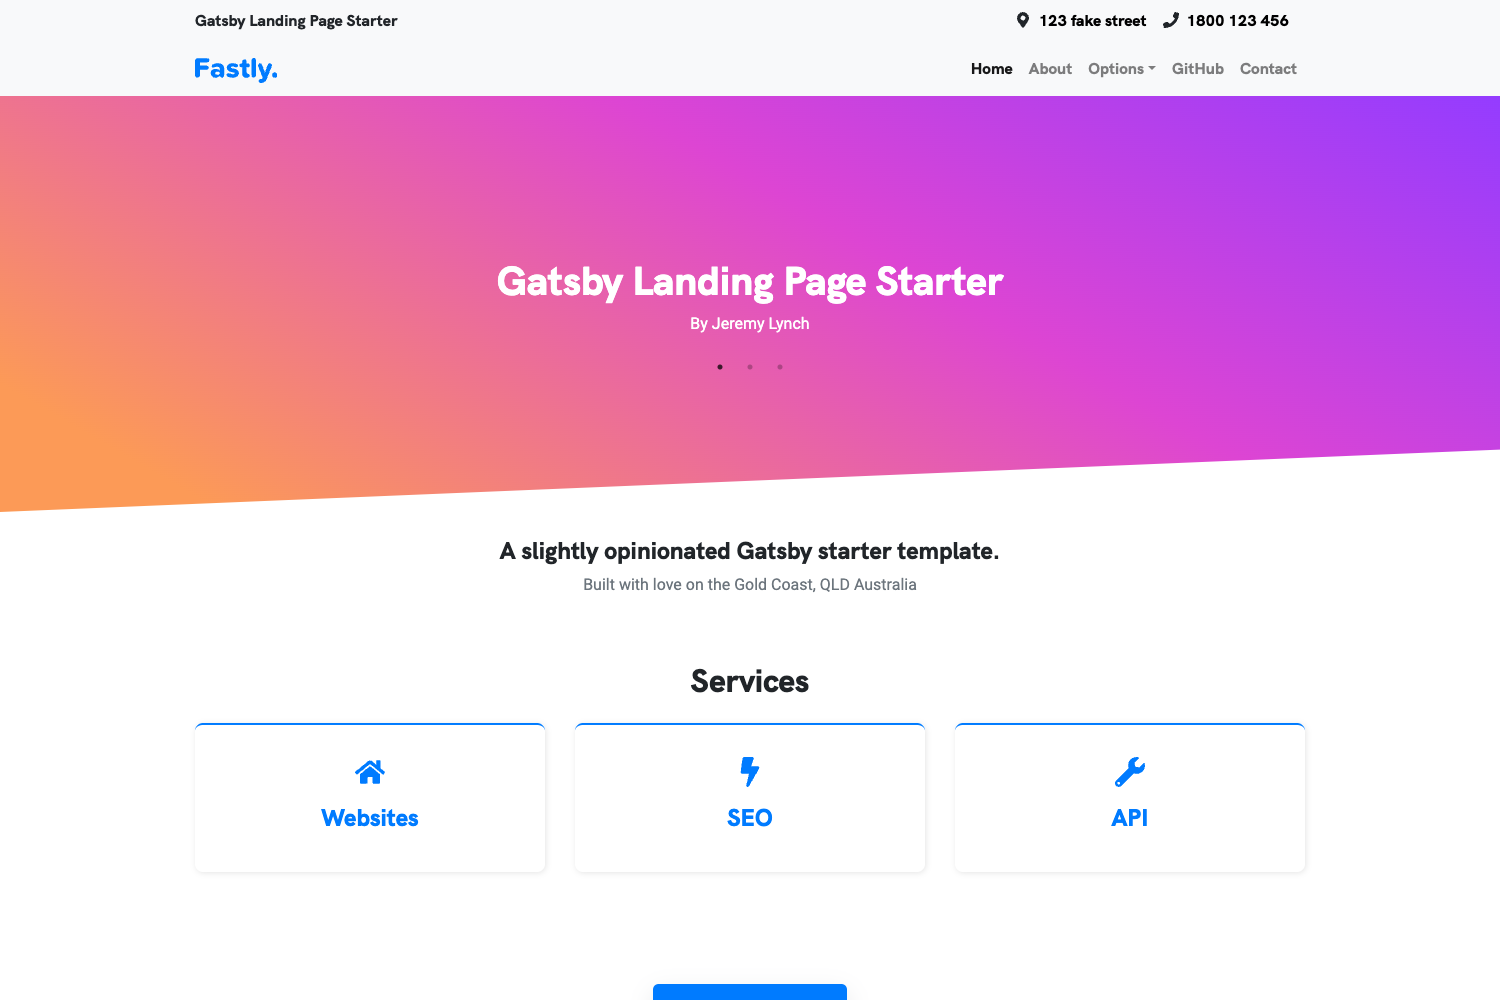 Gatsby Landing Page Starter
123 fake street 1800 123 456
Fastly.
Home About Options GitHub Contact
Gatsby Landing Page Starter
By Jeremy Lynch
A slightly opinionated Gatsby starter template.
Built with love on the Gold Coast, QLD Australia
Services
Websites
SEO
API